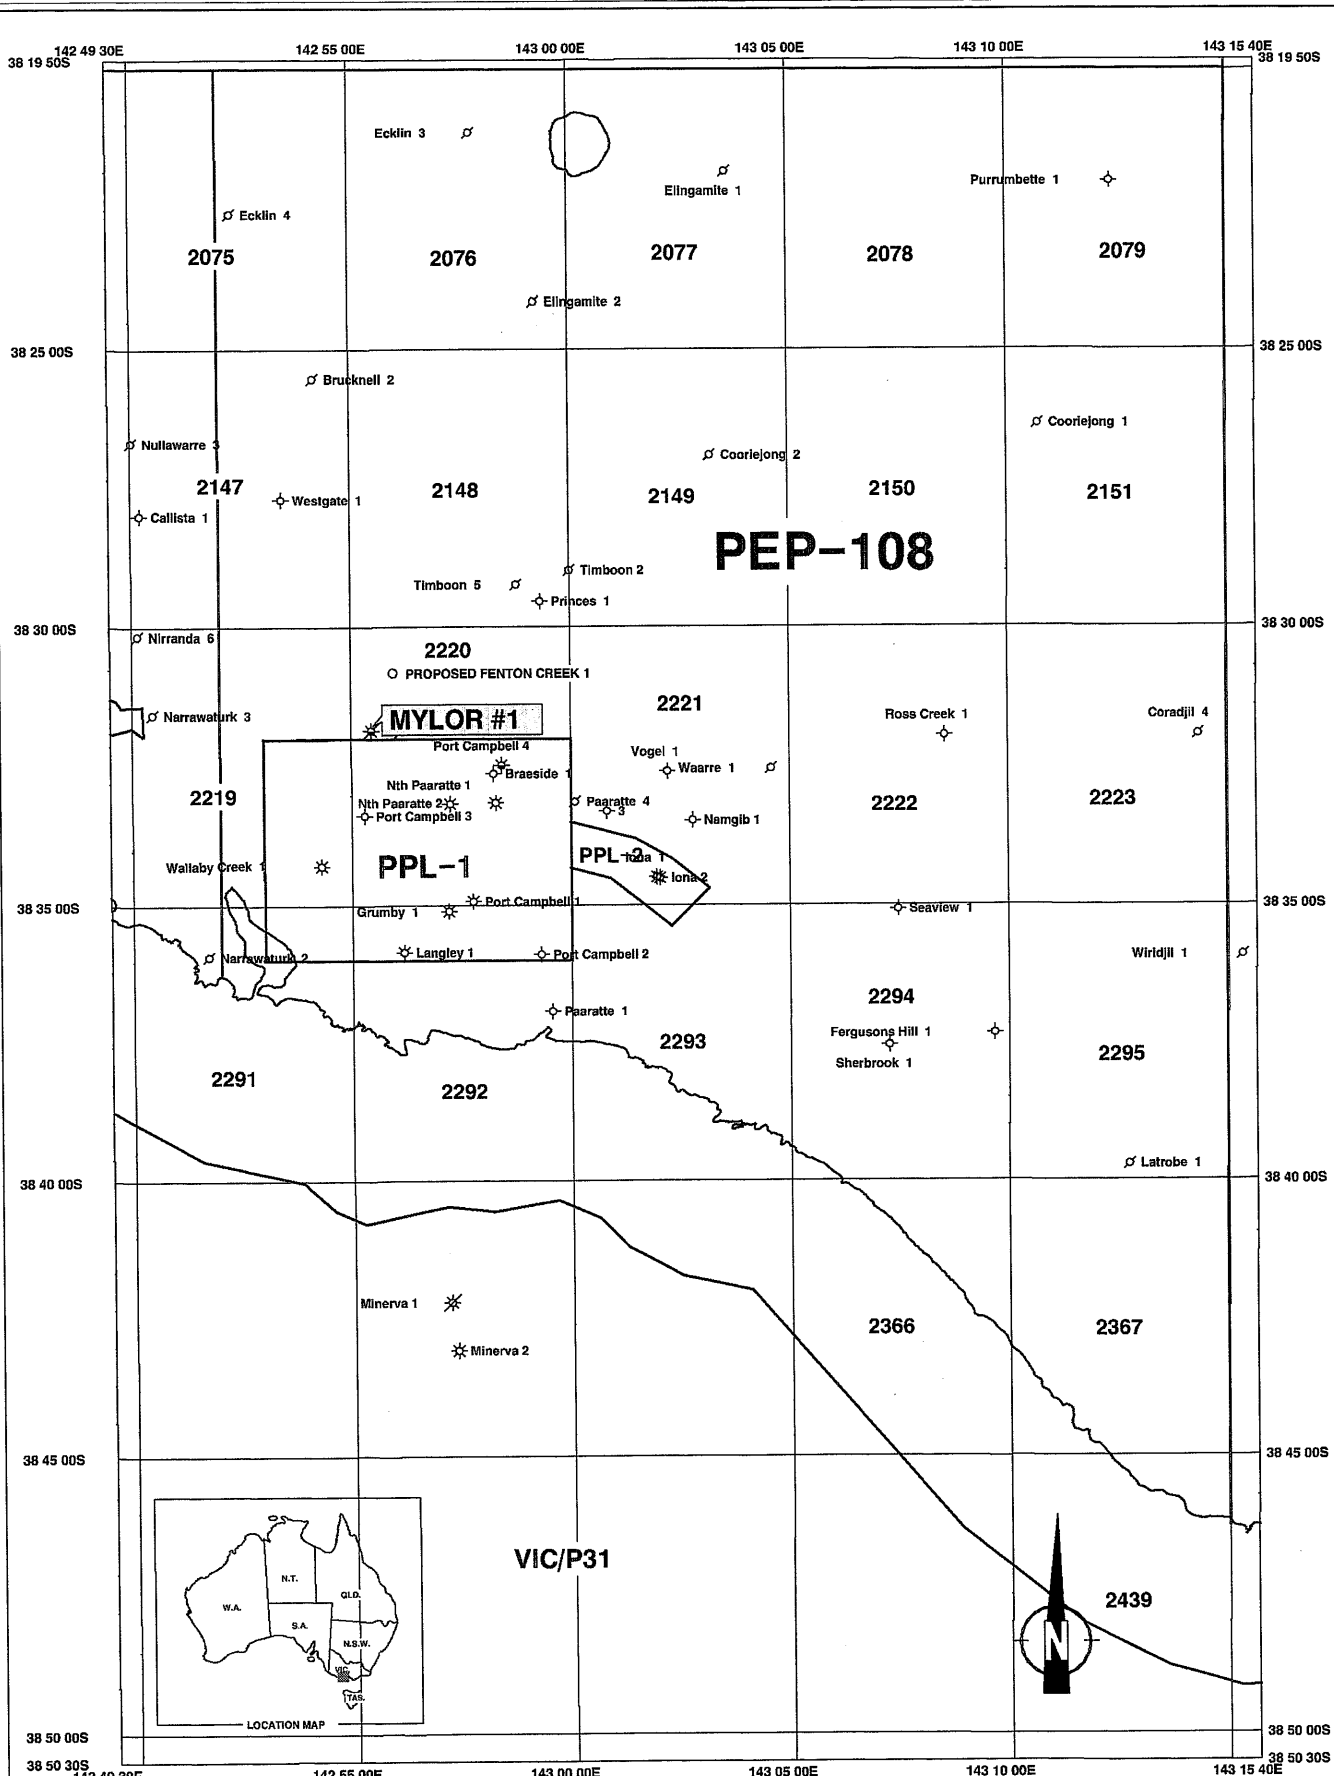 142 49 30E 142 55 00E 143 00 00E 143 05 00E 143 10 00E 143 15 40E
38 19 50S 38 19 50S
Ecklin 3
Elingamite 1
Purrumbette 1
Ecklin 4
2075 2076 2077 2078 2079
Elingamite 2
38 25 00S 38 25 00S
Brucknell 2
Cooriejong 1
Nullawarre 3
Cooriejong 2
2147 2148 2149 2150 2151
Westgate 1
Callista 1
PEP-108
Timboon 2
Timboon 5
Princes 1
38 30 00S 38 30 00S
Nirranda 6
2220
PROPOSED FENTON CREEK 1
2221
Narrawaturk 3
MYLOR #1
Ross Creek 1
Coradjil 4
Port Campbell 4
Vogel 1
Braeside 1
Waarre 1
Nth Paaratte 1
2219
Nth Paaratte 2
Paaratte 4
2222
2223
Port Campbell 3
3
Namgib 1
PPL-2
Iona 1
Wallaby Creek 1
PPL-1
Iona 2
Port Campbell 1
38 35 00S 38 35 00S
Grumby 1
Seaview 1
Langley 1
Port Campbell 2
Wiridjil 1
Narrawaturk 2
2294
Paaratte 1
Fergusons Hill 1
2293
2295
Sherbrook 1
2291
2292
Latrobe 1
38 40 00S 38 40 00S
Minerva 1
2366 2367
Minerva 2
38 45 00S 38 45 00S
VIC/P31
N.T.
QLD.
W.A.
S.A.
N.S.W.
VIC.
TAS.
LOCATION MAP
2439
N
38 50 00S 38 50 00S
38 50 30S 38 50 30S
142 49 30E 142 55 00E 143 00 00E 143 05 00E 143 10 00E 143 15 40E